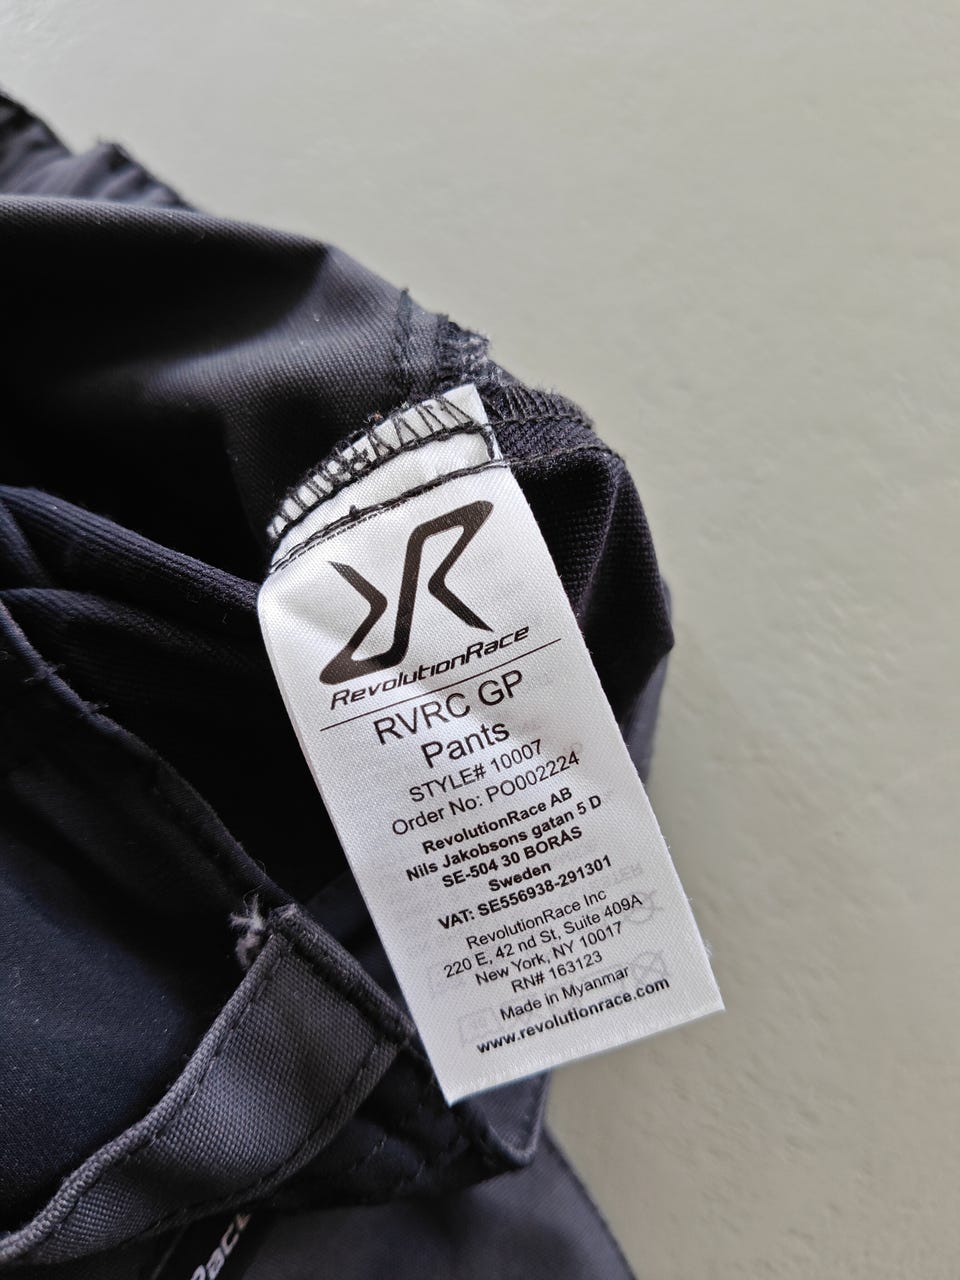 RevolutionRace
RVRC GP
Pants
STYLE# 10007
Order No: PO002224
RevolutionRace AB
Nils Jakobsons gatan 5 D
SE-504 30 BORÅS
Sweden
VAT: SE556938-291301
RevolutionRace Inc
220 E, 42 nd St, Suite 409A
New York, NY 10017
RN# 163123
Made in Myanmar
www.revolutionrace.com
Race